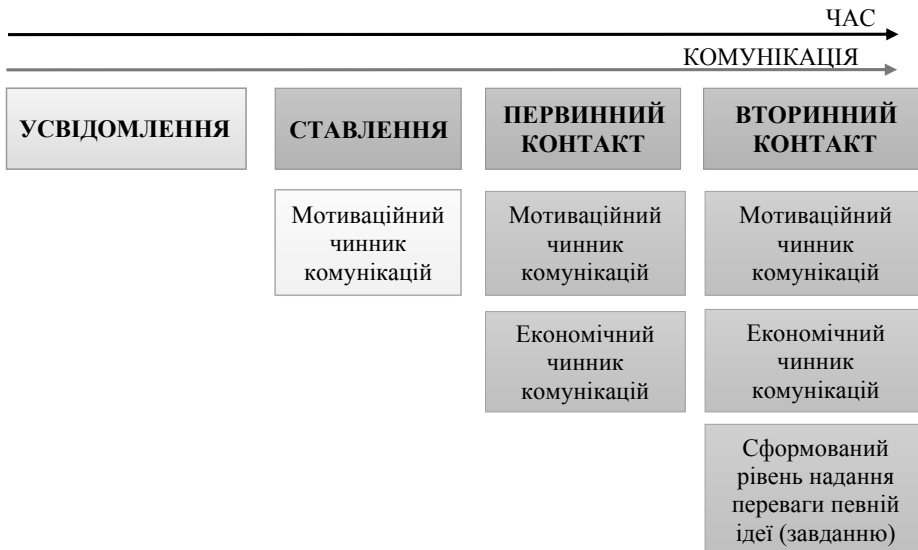 ЧАС
КОМУНІКАЦІЯ
УСВІДОМЛЕННЯ
СТАВЛЕННЯ
ПЕРВИННИЙ
КОНТАКТ
ВТОРИННИЙ
КОНТАКТ
Мотиваційний
чинник
комунікацій
Мотиваційний
чинник
комунікацій
Мотиваційний
чинник
комунікацій
Економічний
чинник
комунікацій
Економічний
чинник
комунікацій
Сформований
рівень надання
переваги певній
ідеї (завданню)